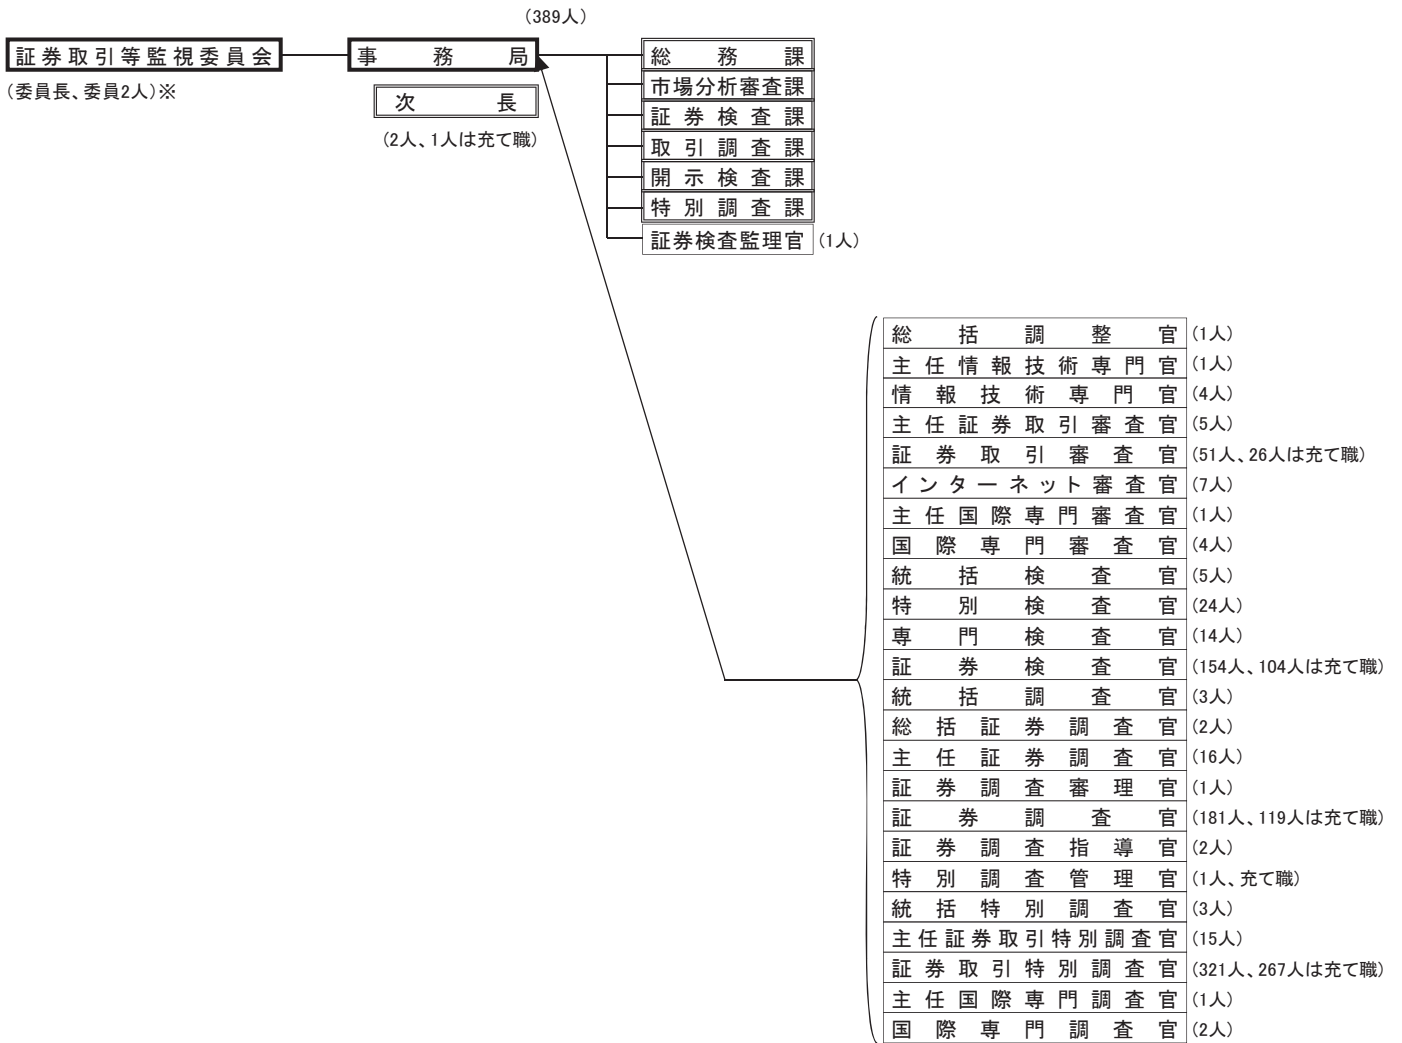 (389人)
証券取引等監視委員会
事務局
総務課
(委員長、委員2人)※
次長
(2人、1人は充て職)
市場分析審査課
証券検査課
取引調査課
開示検査課
特別調査課
証券検査監理官 (1人)
総括調整官 (1人)
主任情報技術専門官 (1人)
情報技術専門官 (4人)
主任証券取引審査官 (5人)
証券取引審査官 (51人、26人は充て職)
インターネット審査官 (7人)
主任国際専門審査官 (1人)
国際専門審査官 (4人)
統括検査官 (5人)
特別検査官 (24人)
専門検査官 (14人)
証券検査官 (154人、104人は充て職)
統括調査官 (3人)
総括証券調査官 (2人)
主任証券調査官 (16人)
証券調査審理官 (1人)
証券調査官 (181人、119人は充て職)
証券調査指導官 (2人)
特別調査管理官 (1人、充て職)
統括特別調査官 (3人)
主任証券取引特別調査官 (15人)
証券取引特別調査官 (321人、267人は充て職)
主任国際専門調査官 (1人)
国際専門調査官 (2人)